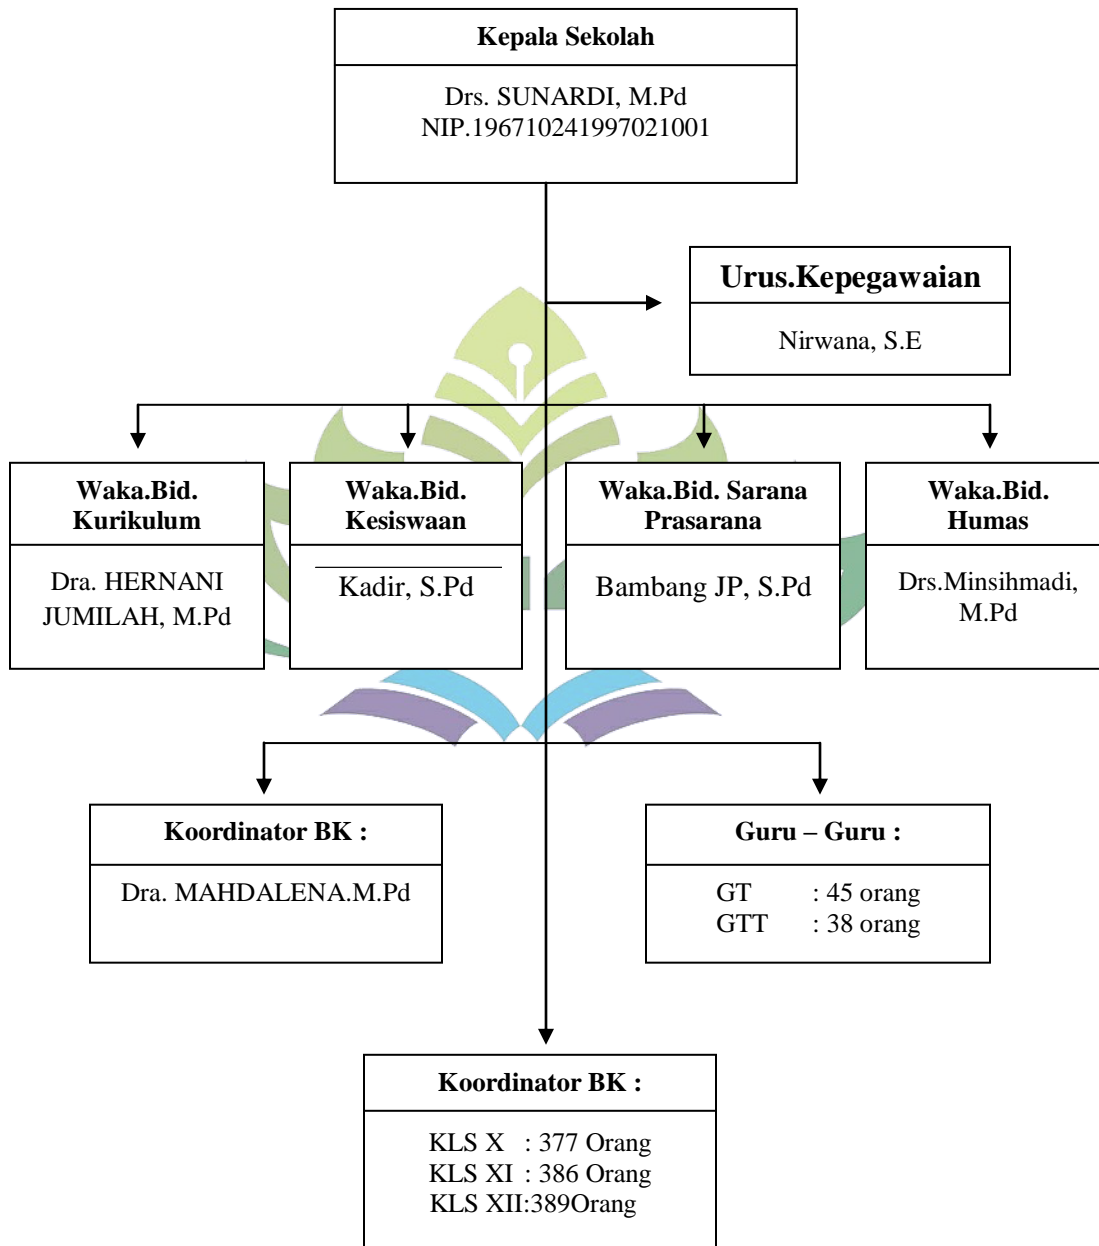 Kepala Sekolah
Drs. SUNARDI, M.Pd
NIP.196710241997021001
Urus.Kepegawaian
Nirwana, S.E
Waka.Bid.
Kurikulum
Dra. HERNANI
JUMILAH, M.Pd
Waka.Bid.
Kesiswaan
Kadir, S.Pd
Waka.Bid. Sarana
Prasarana
Bambang JP, S.Pd
Waka.Bid.
Humas
Drs.Minsihmadi,
M.Pd
Koordinator BK :
Dra. MAHDALENA.M.Pd
Guru – Guru :
GT : 45 orang
GTT : 38 orang
Koordinator BK :
KLS X : 377 Orang
KLS XI : 386 Orang
KLS XII:389Orang